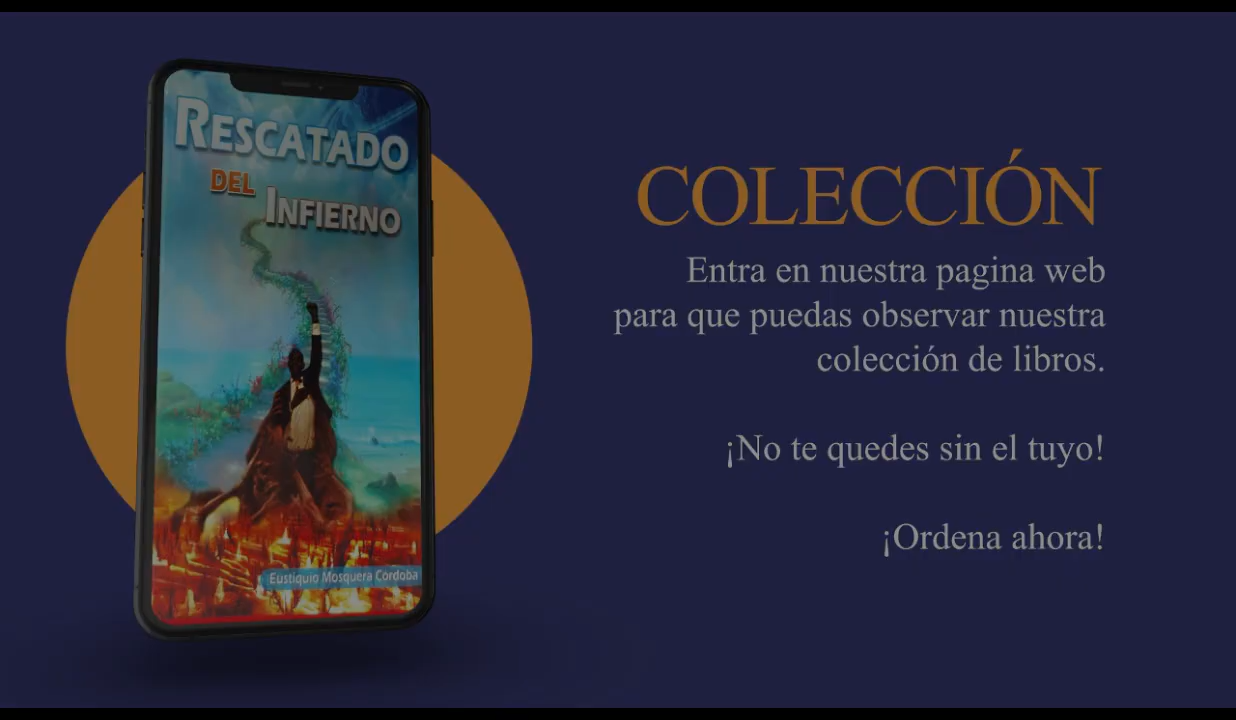 RESCATADO
DEL
INFIERNO
Eustiquio Mosquera Cordoba
COLECCIÓN
Entra en nuestra pagina web
para que puedas observar nuestra
colección de libros.
¡No te quedes sin el tuyo!
¡Ordena ahora!